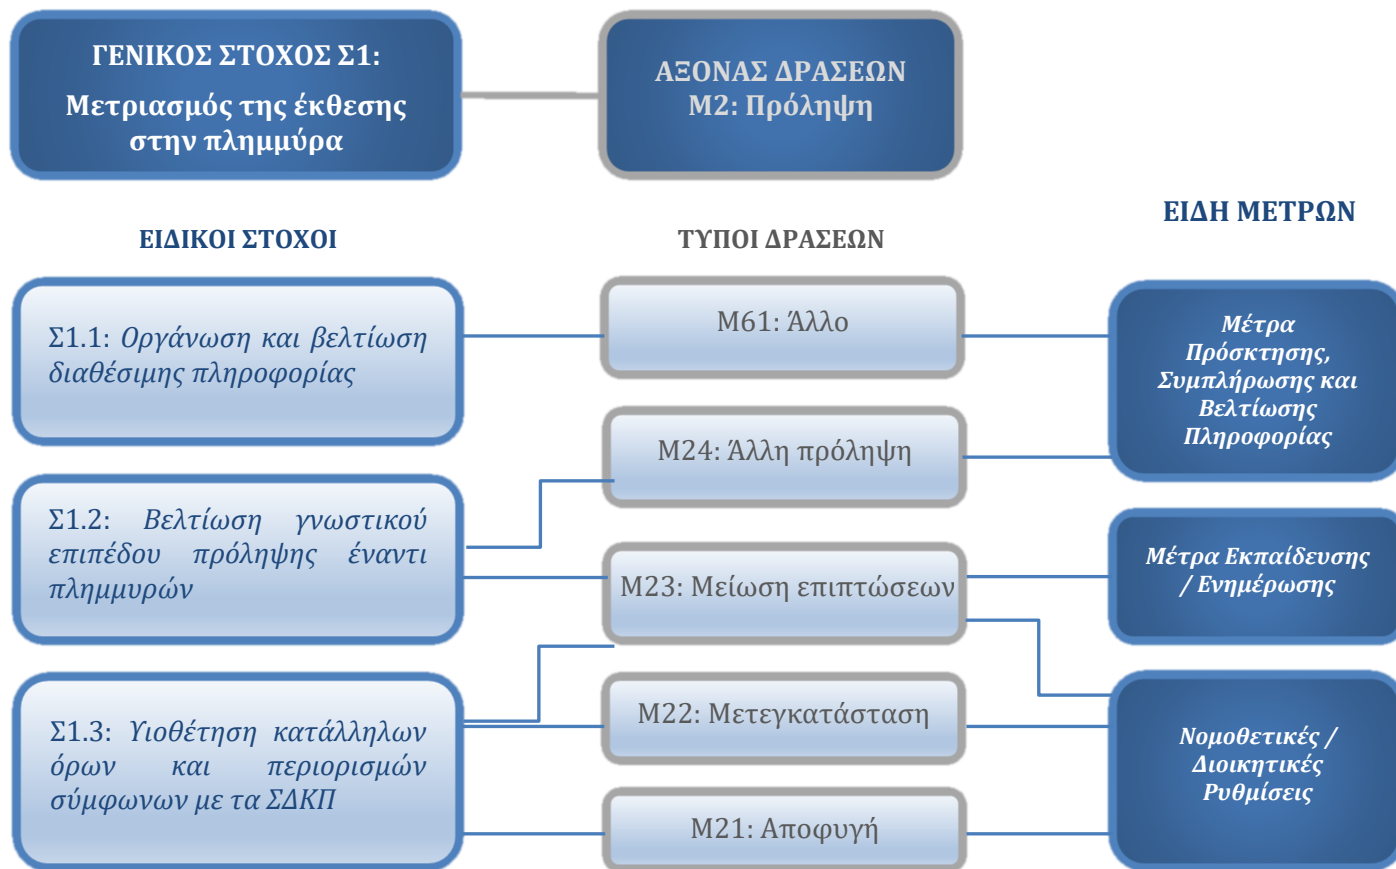 ΓΕΝΙΚΟΣ ΣΤΟΧΟΣ Σ1:
Μετριασμός της έκθεσης
στην πλημμύρα
ΑΞΟΝΑΣ ΔΡΑΣΕΩΝ
Μ2: Πρόληψη
ΕΙΔΙΚΟΙ ΣΤΟΧΟΙ
ΤΥΠΟΙ ΔΡΑΣΕΩΝ
ΕΙΔΗ ΜΕΤΡΩΝ
Σ1.1: Οργάνωση και βελτίωση
διαθέσιμης πληροφορίας
Σ1.2: Βελτίωση γνωστικού
επιπέδου πρόληψης έναντι
πλημμυρών
Σ1.3: Υιοθέτηση κατάλληλων
όρων και περιορισμών
σύμφωνων με τα ΣΔΚΠ
Μ61: Άλλο
Μ24: Άλλη πρόληψη
Μ23: Μείωση επιπτώσεων
Μ22: Μετεγκατάσταση
Μ21: Αποφυγή
Μέτρα
Πρόσκτησης,
Συμπλήρωσης και
Βελτίωσης
Πληροφορίας
Μέτρα Εκπαίδευσης
/ Ενημέρωσης
Νομοθετικές /
Διοικητικές
Ρυθμίσεις